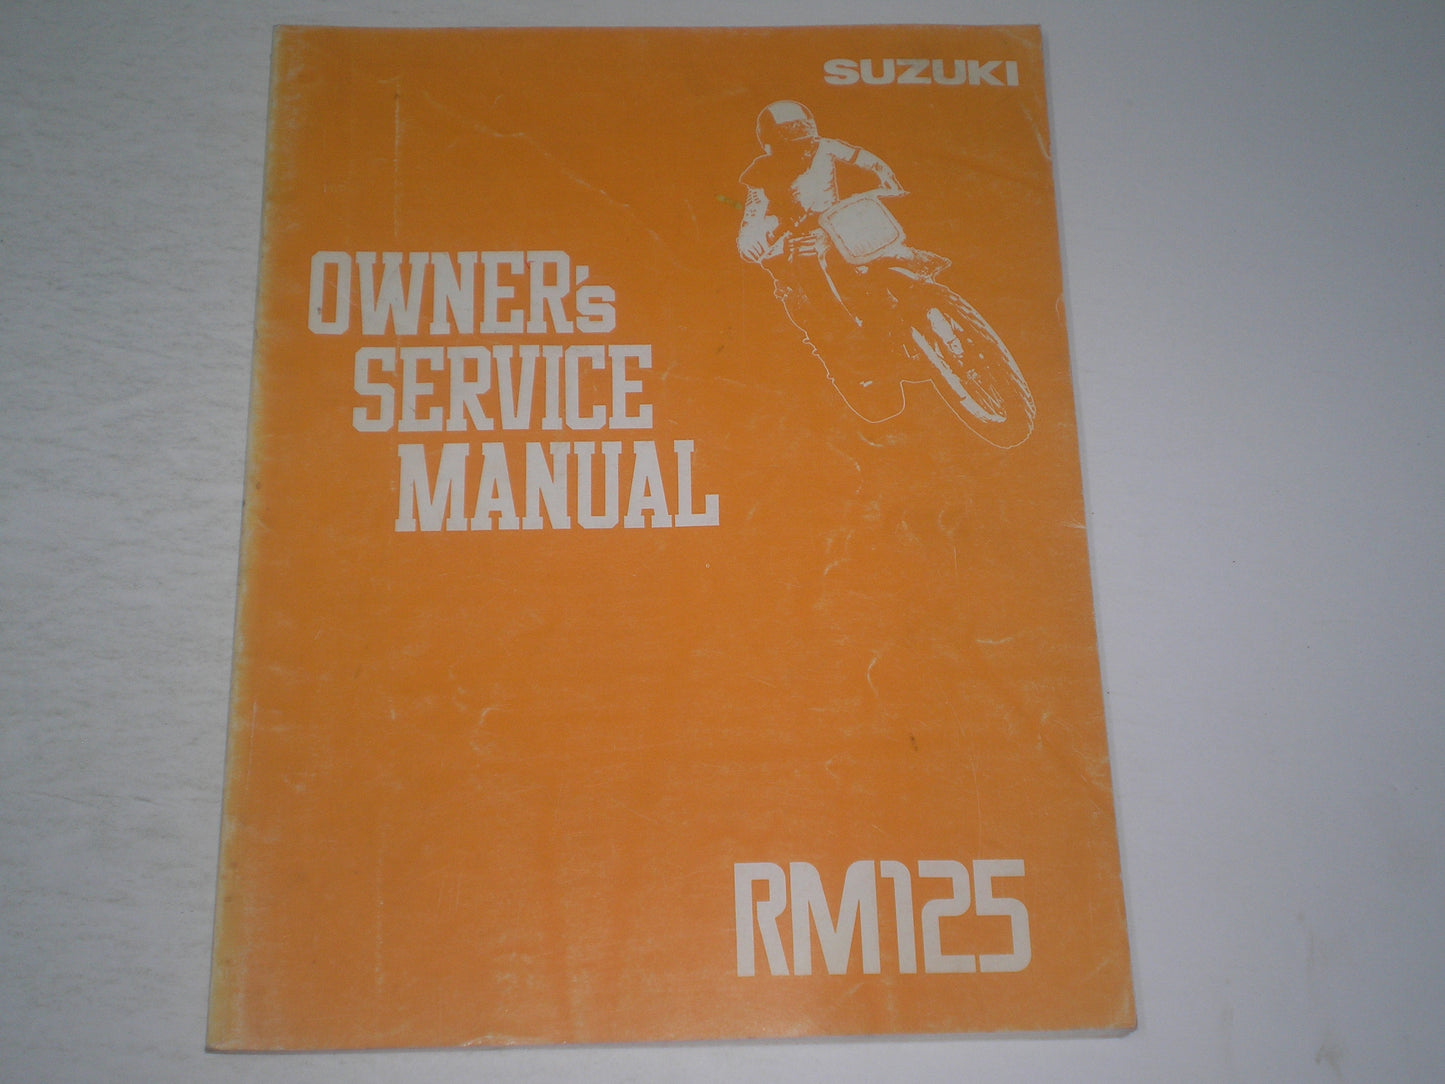 SUZUKI
OWNER's
SERVICE
MANUAL
RM125